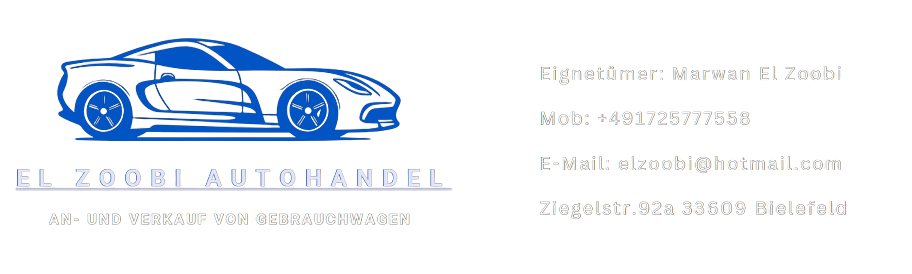 EL ZOOBI AUTOHANDEL
AN- UND VERKAUF VON GEBRAUCHWAGEN
Eignetümer: Marwan El Zoobi
Mob: +491725777558
E-Mail: elzoobi@hotmail.com
Ziegelstr.92a 33609 Bielefeld